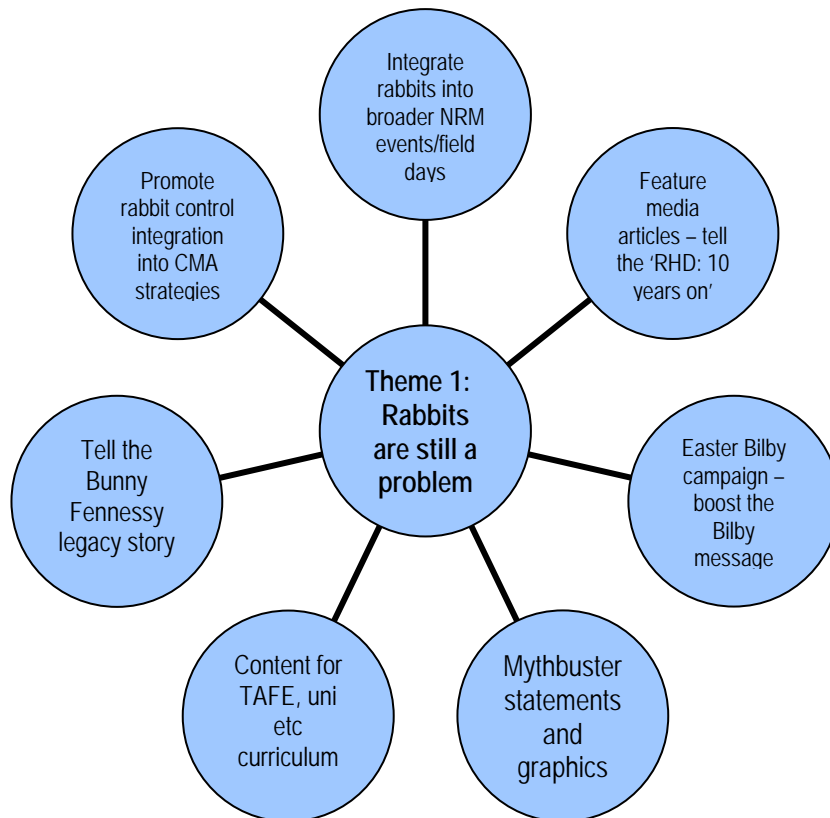 Integrate
rabbits into
broader NRM
events/field
days
Promote
rabbit control
integration
into CMA
strategies
Feature
media
articles – tell
the ‘RHD: 10
years on’
Theme 1:
Rabbits
are still a
problem
Tell the
Bunny
Fennessy
legacy story
Easter Bilby
campaign –
boost the
Bilby
message
Content for
TAFE, uni
etc
curriculum
Mythbuster
statements
and
graphics